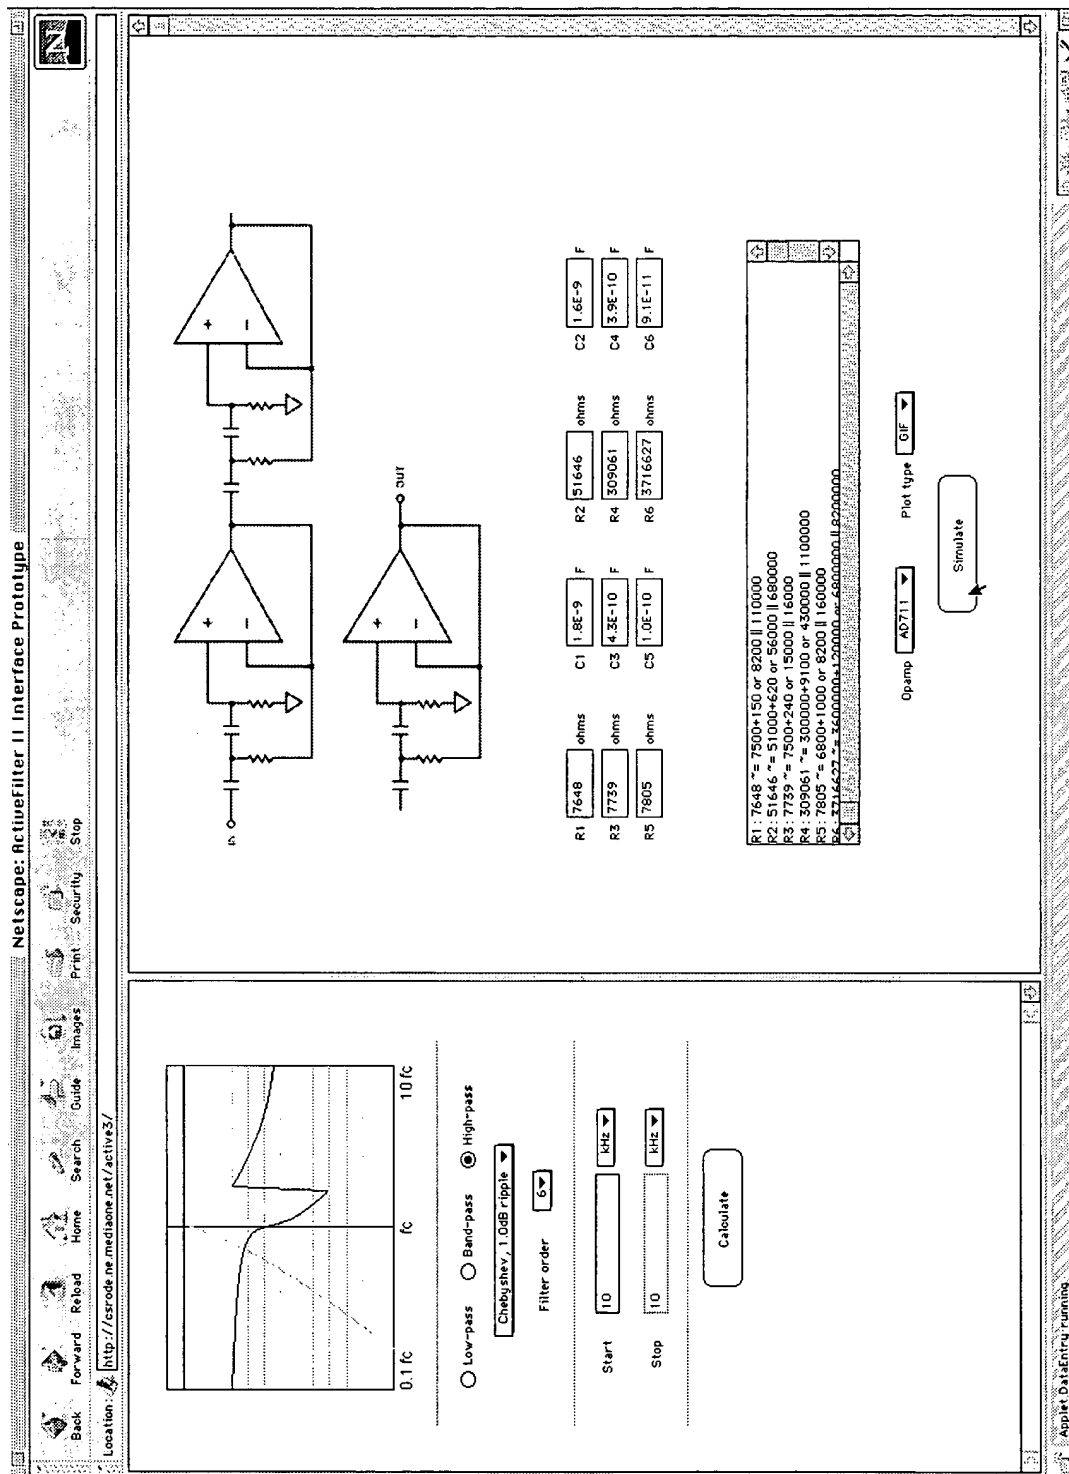 Netscape: ActiveFilter II Interface Prototype
N
Back Forward Reload Home Search Guide Images Print Security Stop
Location: http://csrode.ne.mediaone.net/active3/
0.1 fc fc 10 fc
Low-pass Band-pass High-pass
Chebyshev, 1.0dB ripple
Filter order 6
Start 10 kHz
Stop 10 kHz
Calculate
+ − + −
+ − OUT
R1 7648 ohms C1 1.8E-9 F R2 51646 ohms C2 1.6E-9 F
R3 7739 ohms C3 4.3E-10 F R4 309061 ohms C4 3.9E-10 F
R5 7805 ohms C5 1.0E-10 F R6 3716627 ohms C6 9.1E-11 F
R1 : 7648 ~= 7500+150 or 8200 || 110000
R2 : 51646 ~= 51000+620 or 56000 || 680000
R3 : 7739 ~= 7500+240 or 15000 || 16000
R4 : 309061 ~= 300000+9100 or 430000 || 1100000
R5 : 7805 ~= 6800+1000 or 8200 || 160000
R6 : 3716627 ~= 3600000+120000 or 6800000 || 8200000
Opamp AD711 Plot type GIF
Simulate
Applet DataEntry running